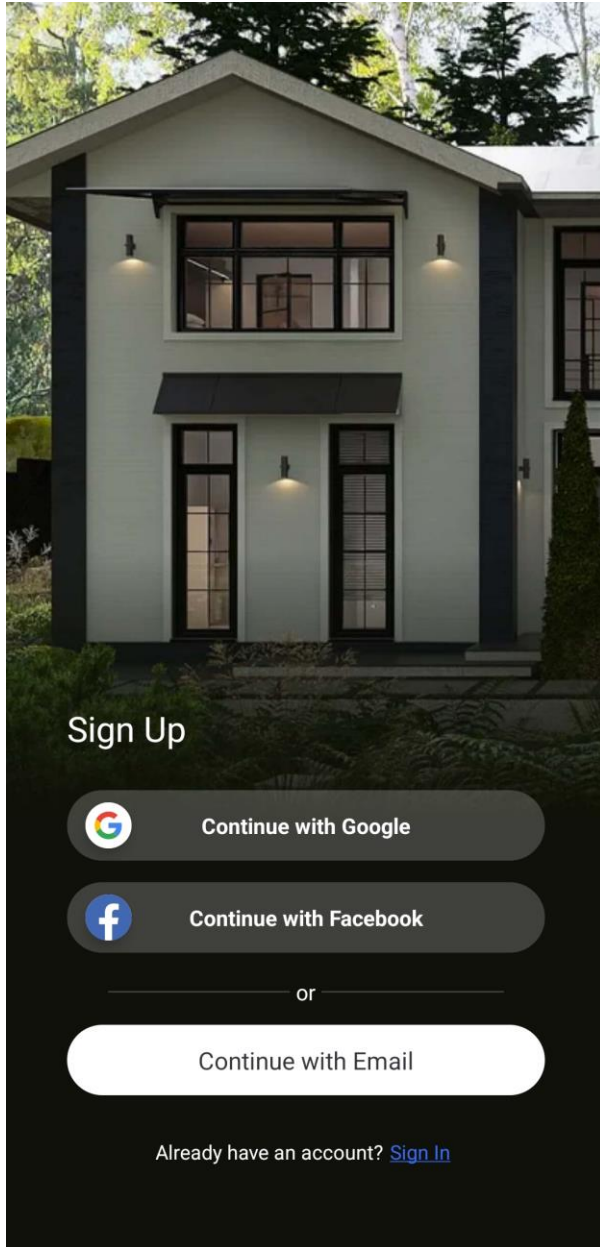 Sign Up
Continue with Google
Continue with Facebook
or
Continue with Email
Already have an account? Sign In